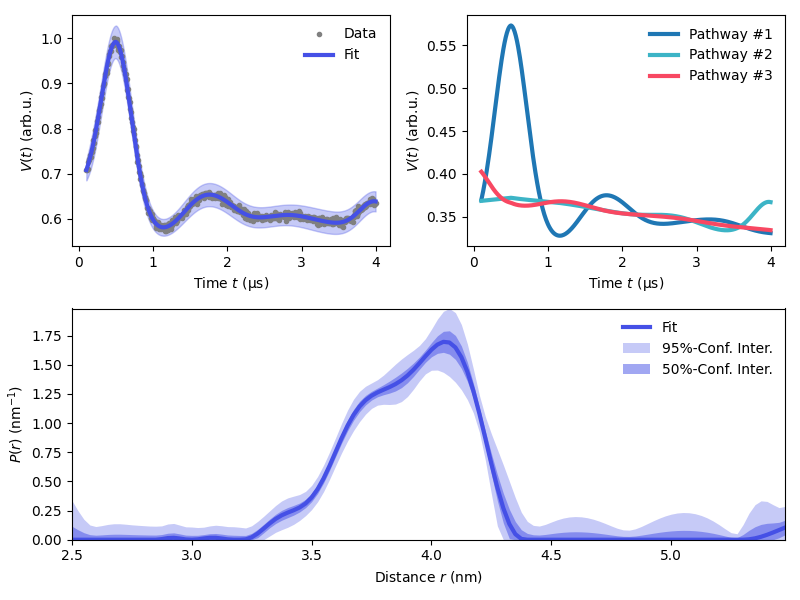 1.0
0.9
0.8
0.7
0.6
V(t) (arb.u.)
Data
Fit
0 1 2 3 4
Time t (μs)
0.55
0.50
0.45
0.40
0.35
V(t) (arb.u.)
Pathway #1
Pathway #2
Pathway #3
0 1 2 3 4
Time t (μs)
1.75
1.50
1.25
1.00
0.75
0.50
0.25
0.00
P(r) (nm⁻¹)
Fit
95%-Conf. Inter.
50%-Conf. Inter.
2.5 3.0 3.5 4.0 4.5 5.0
Distance r (nm)